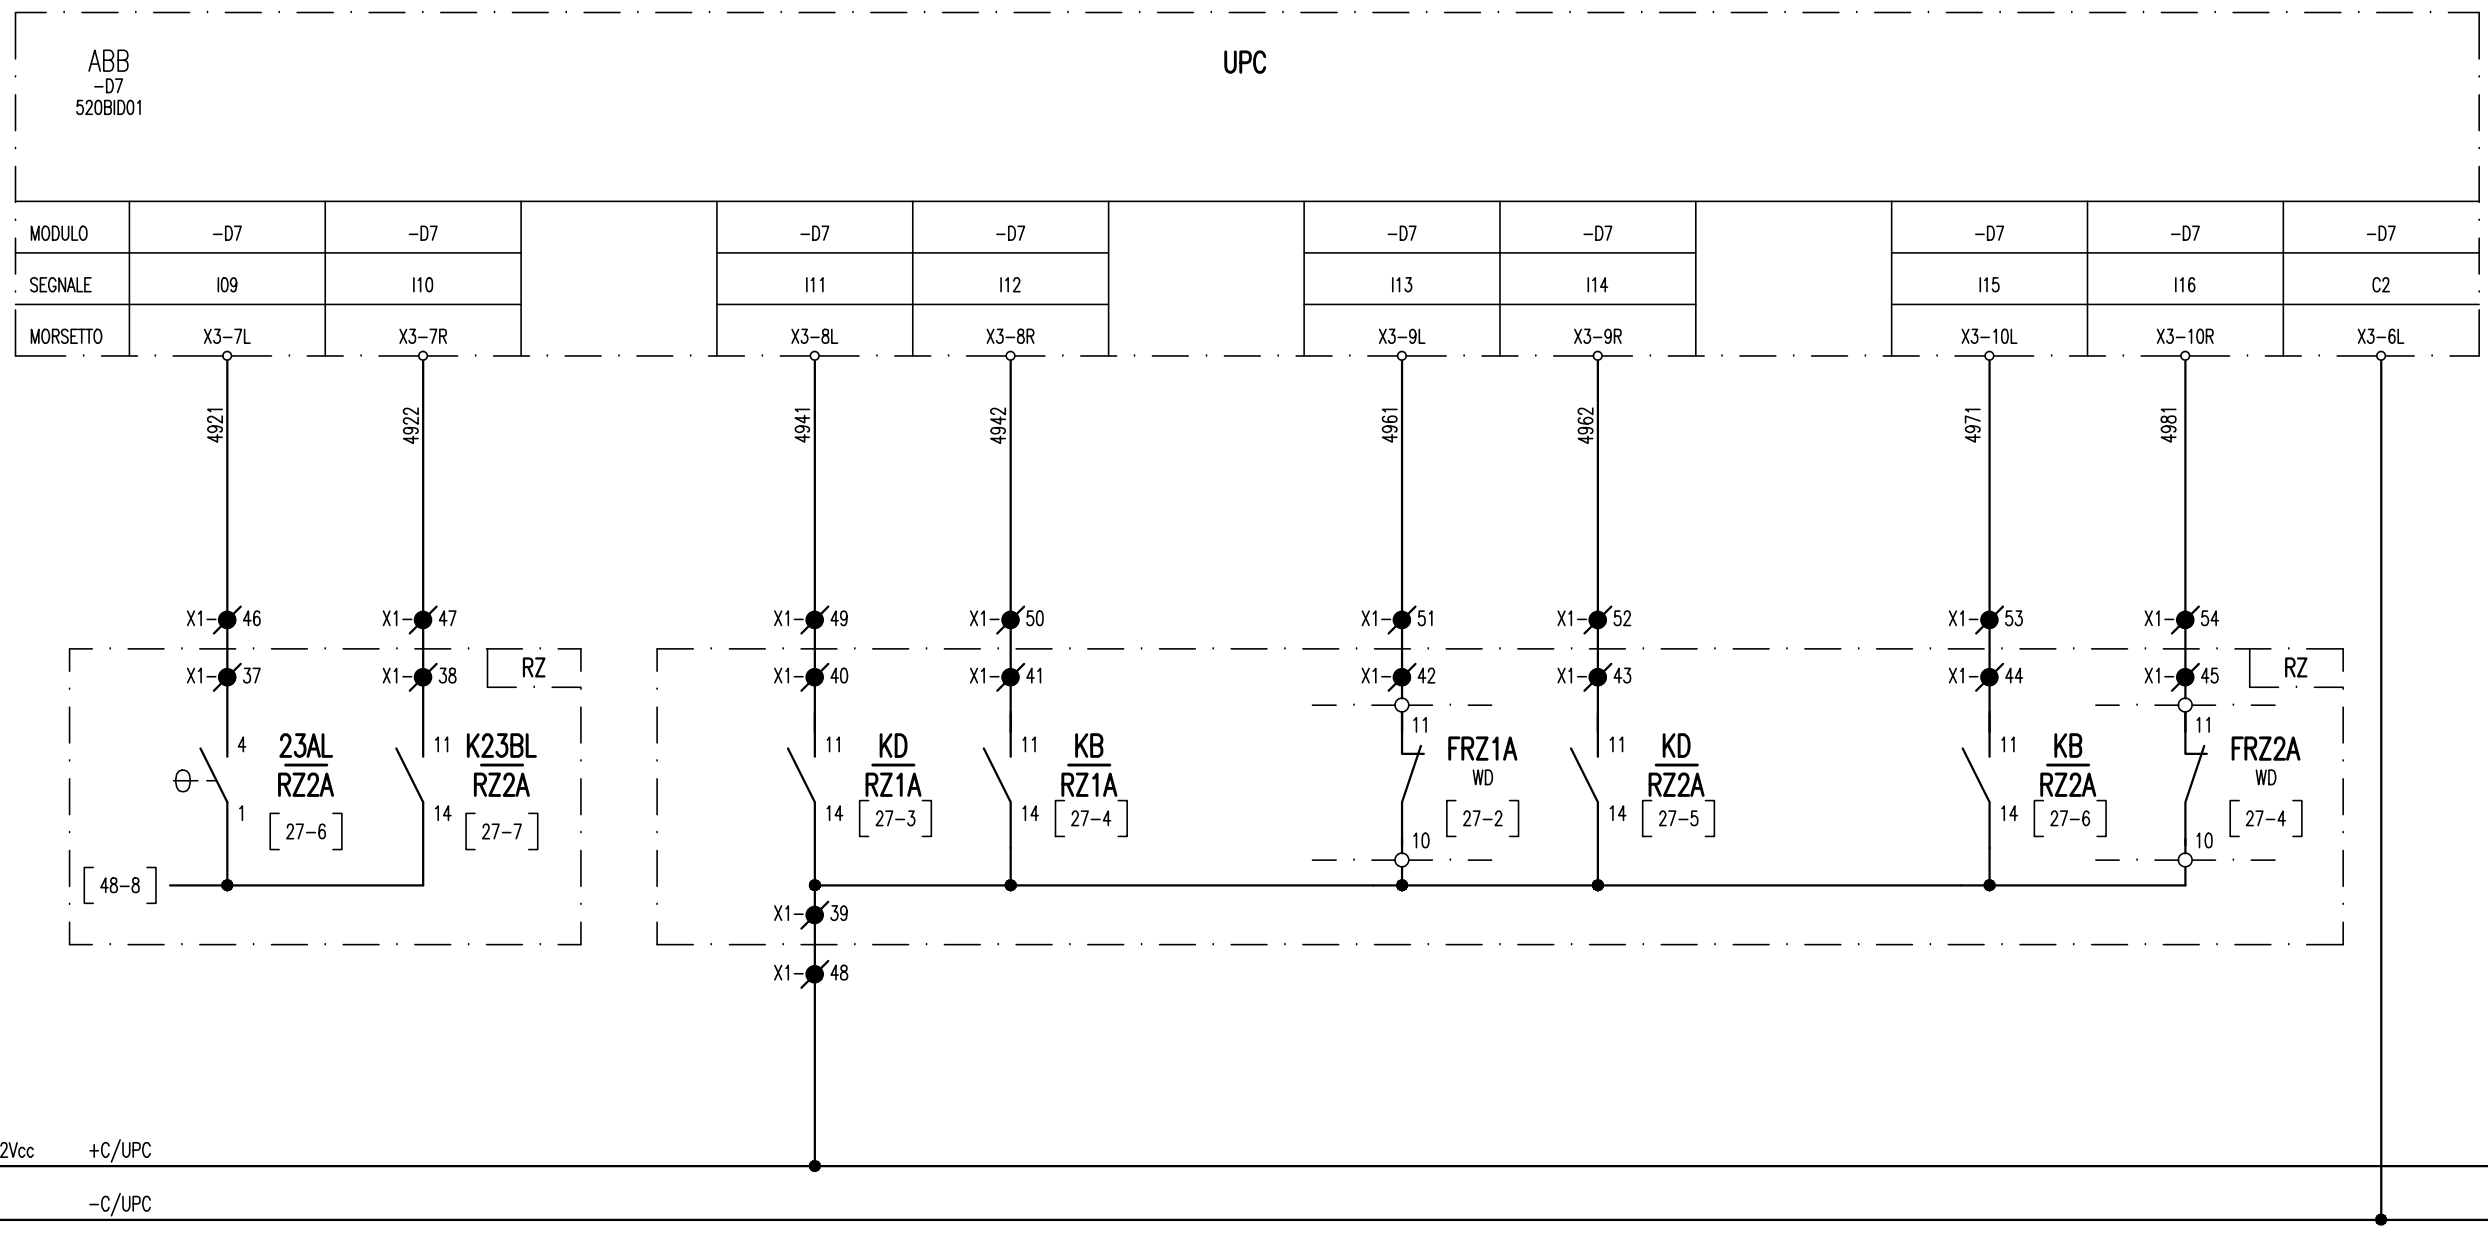 ABB
-D7
520BID01
UPC
MODULO -D7 -D7 -D7 -D7 -D7 -D7 -D7 -D7 -D7
SEGNALE I09 I10 I11 I12 I13 I14 I15 I16 C2
MORSETTO X3-7L X3-7R X3-8L X3-8R X3-9L X3-9R X3-10L X3-10R X3-6L
4921 4922 4941 4942 4961 4962 4971 4981
X1- 46 X1- 47 X1- 49 X1- 50 X1- 51 X1- 52 X1- 53 X1- 54
RZ RZ
X1- 37 X1- 38 X1- 40 X1- 41 X1- 42 X1- 43 X1- 44 X1- 45
11 11
4 23AL 11 K23BL 11 KD 11 KB FRZ1A 11 KD 11 KB FRZ2A
RZ2A RZ2A RZ1A RZ1A WD RZ2A RZ2A WD
1 14 14 14 14 14
27-6 27-7 27-3 27-4 27-2 27-5 27-6 27-4
10 10
48-8
X1- 39
X1- 48
2Vcc +C/UPC
-C/UPC